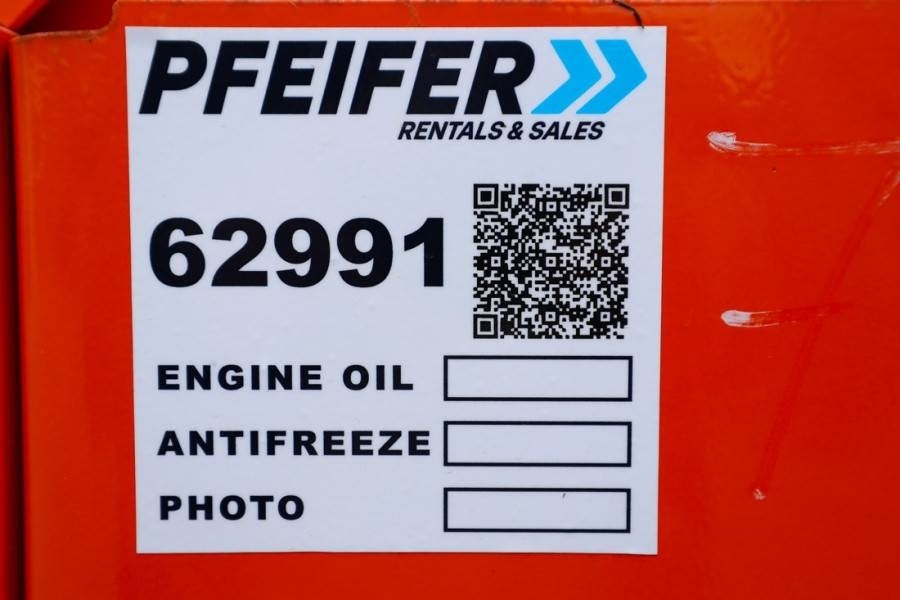 PFEIFER
RENTALS & SALES
62991
ENGINE OIL
ANTIFREEZE
PHOTO